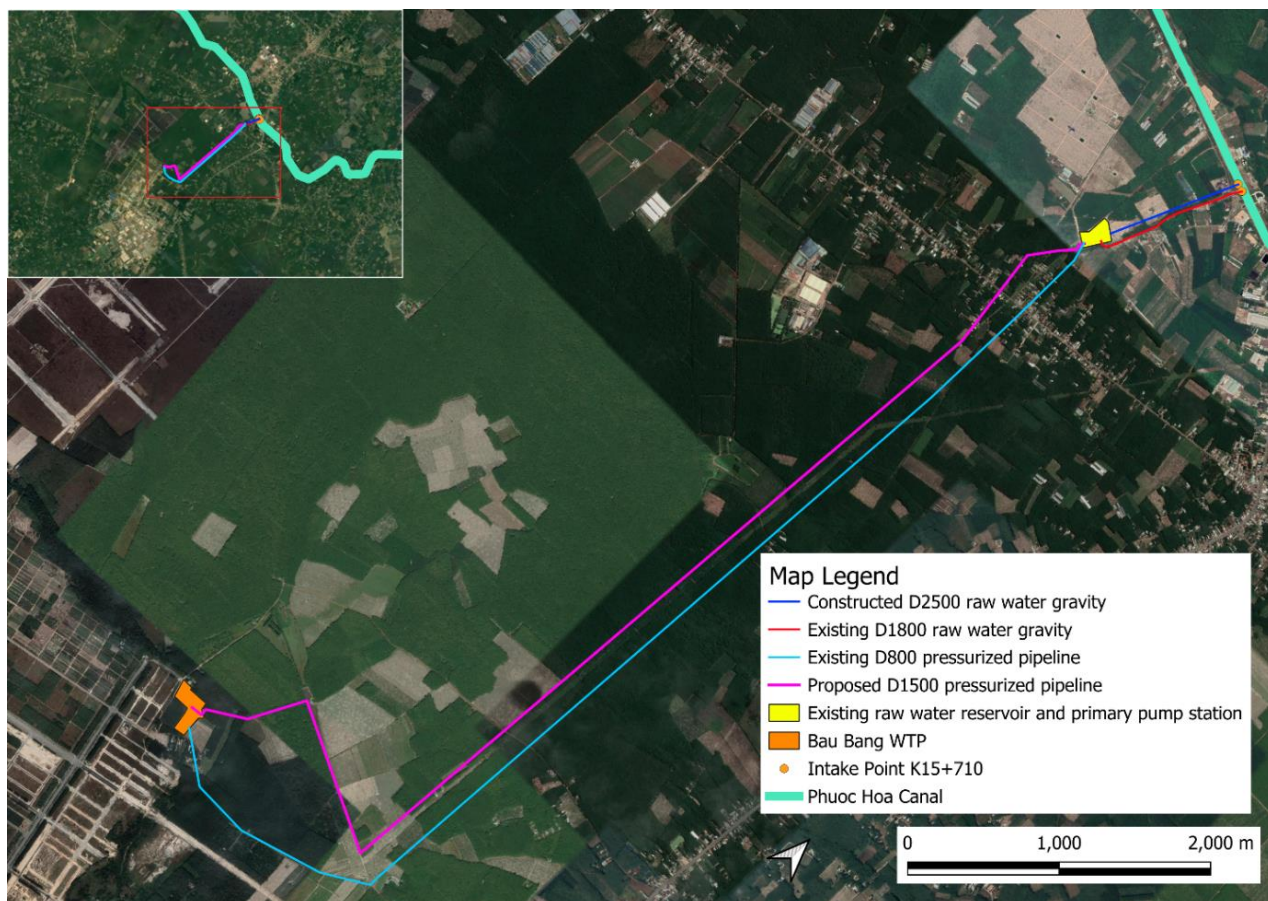 Map Legend
Constructed D2500 raw water gravity
Existing D1800 raw water gravity
Existing D800 pressurized pipeline
Proposed D1500 pressurized pipeline
Existing raw water reservoir and primary pump station
Bau Bang WTP
Intake Point K15+710
Phuoc Hoa Canal
0 1,000 2,000 m